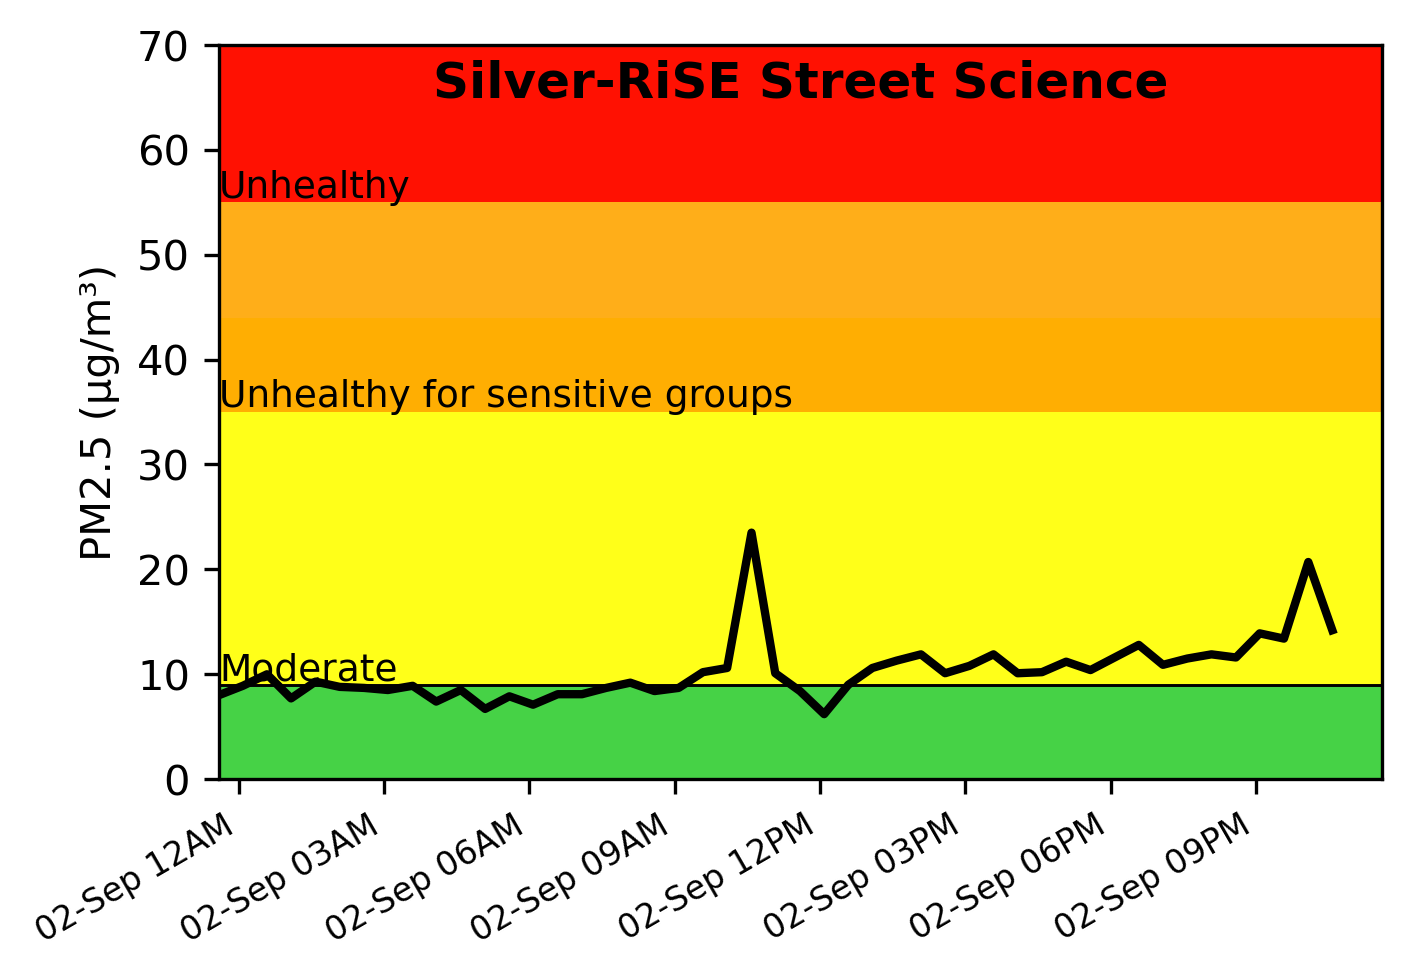 Silver-RiSE Street Science
PM2.5 (µg/m³)
70
60
50
40
30
20
10
0
Unhealthy
Unhealthy for sensitive groups
Moderate
02-Sep 12AM
02-Sep 03AM
02-Sep 06AM
02-Sep 09AM
02-Sep 12PM
02-Sep 03PM
02-Sep 06PM
02-Sep 09PM